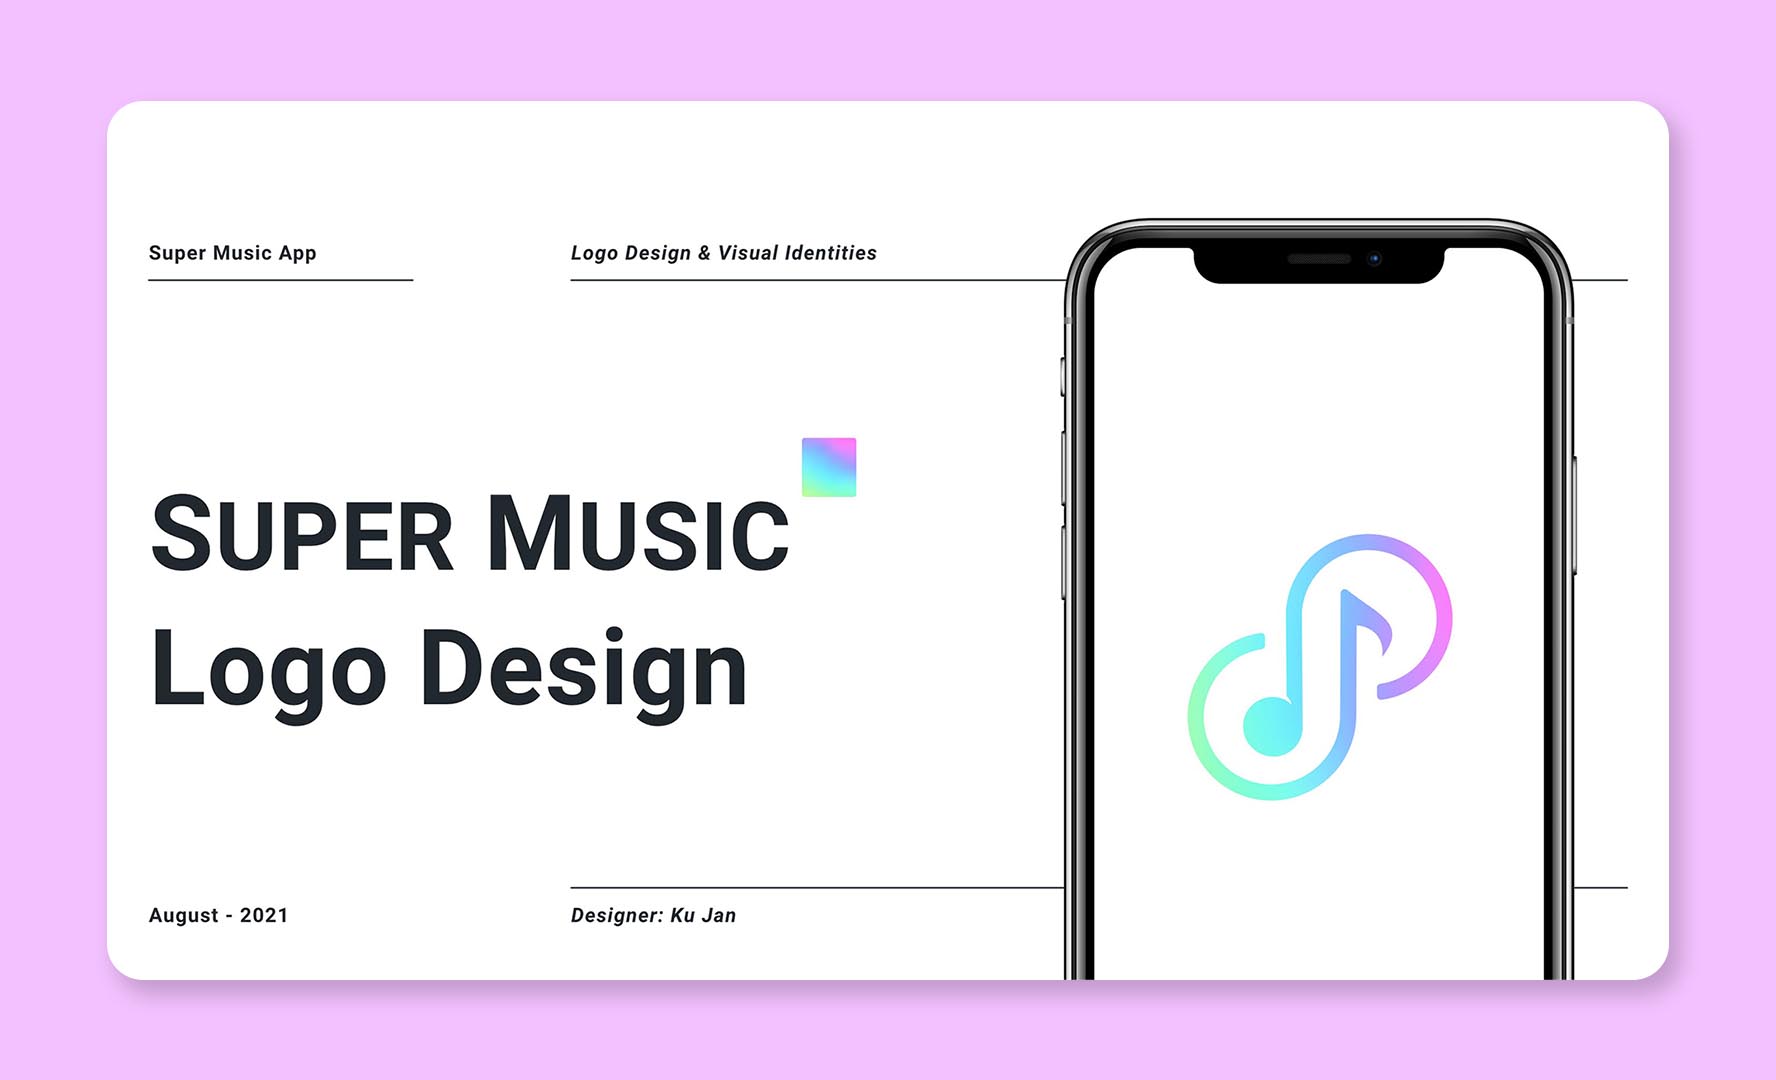 Super Music App
Logo Design & Visual Identities
SUPER MUSIC
Logo Design
August - 2021
Designer: Ku Jan